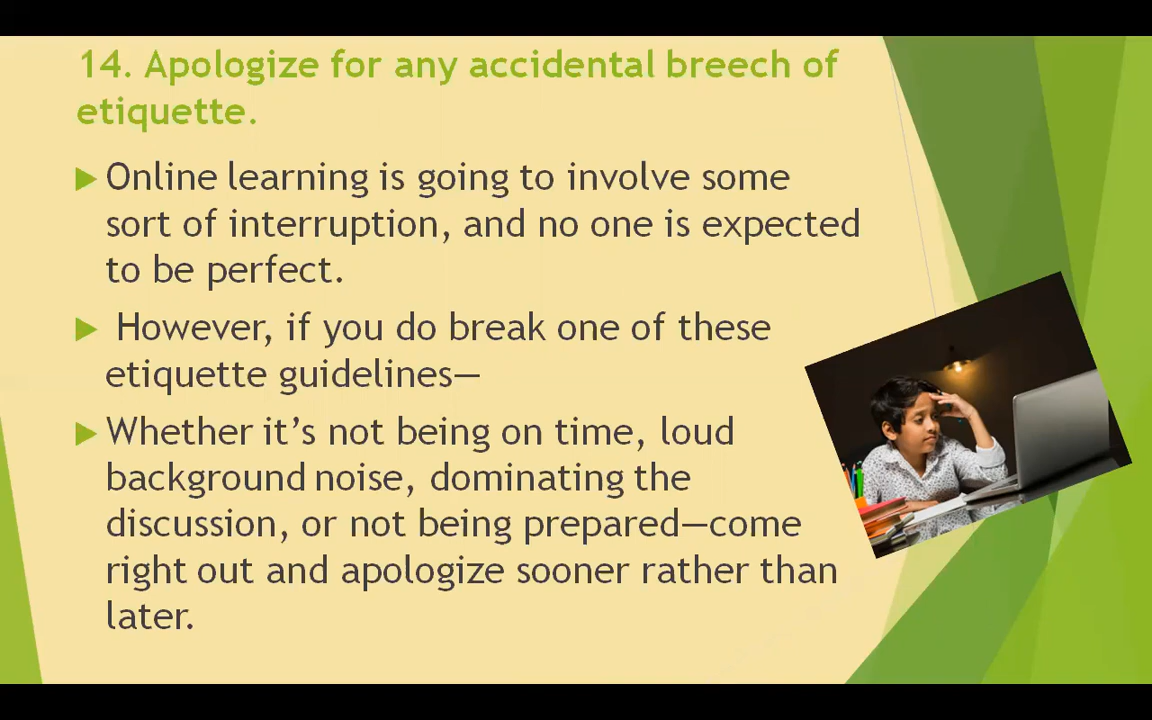 14. Apologize for any accidental breech of
etiquette.
Online learning is going to involve some
sort of interruption, and no one is expected
to be perfect.
However, if you do break one of these
etiquette guidelines—
Whether it’s not being on time, loud
background noise, dominating the
discussion, or not being prepared—come
right out and apologize sooner rather than
later.